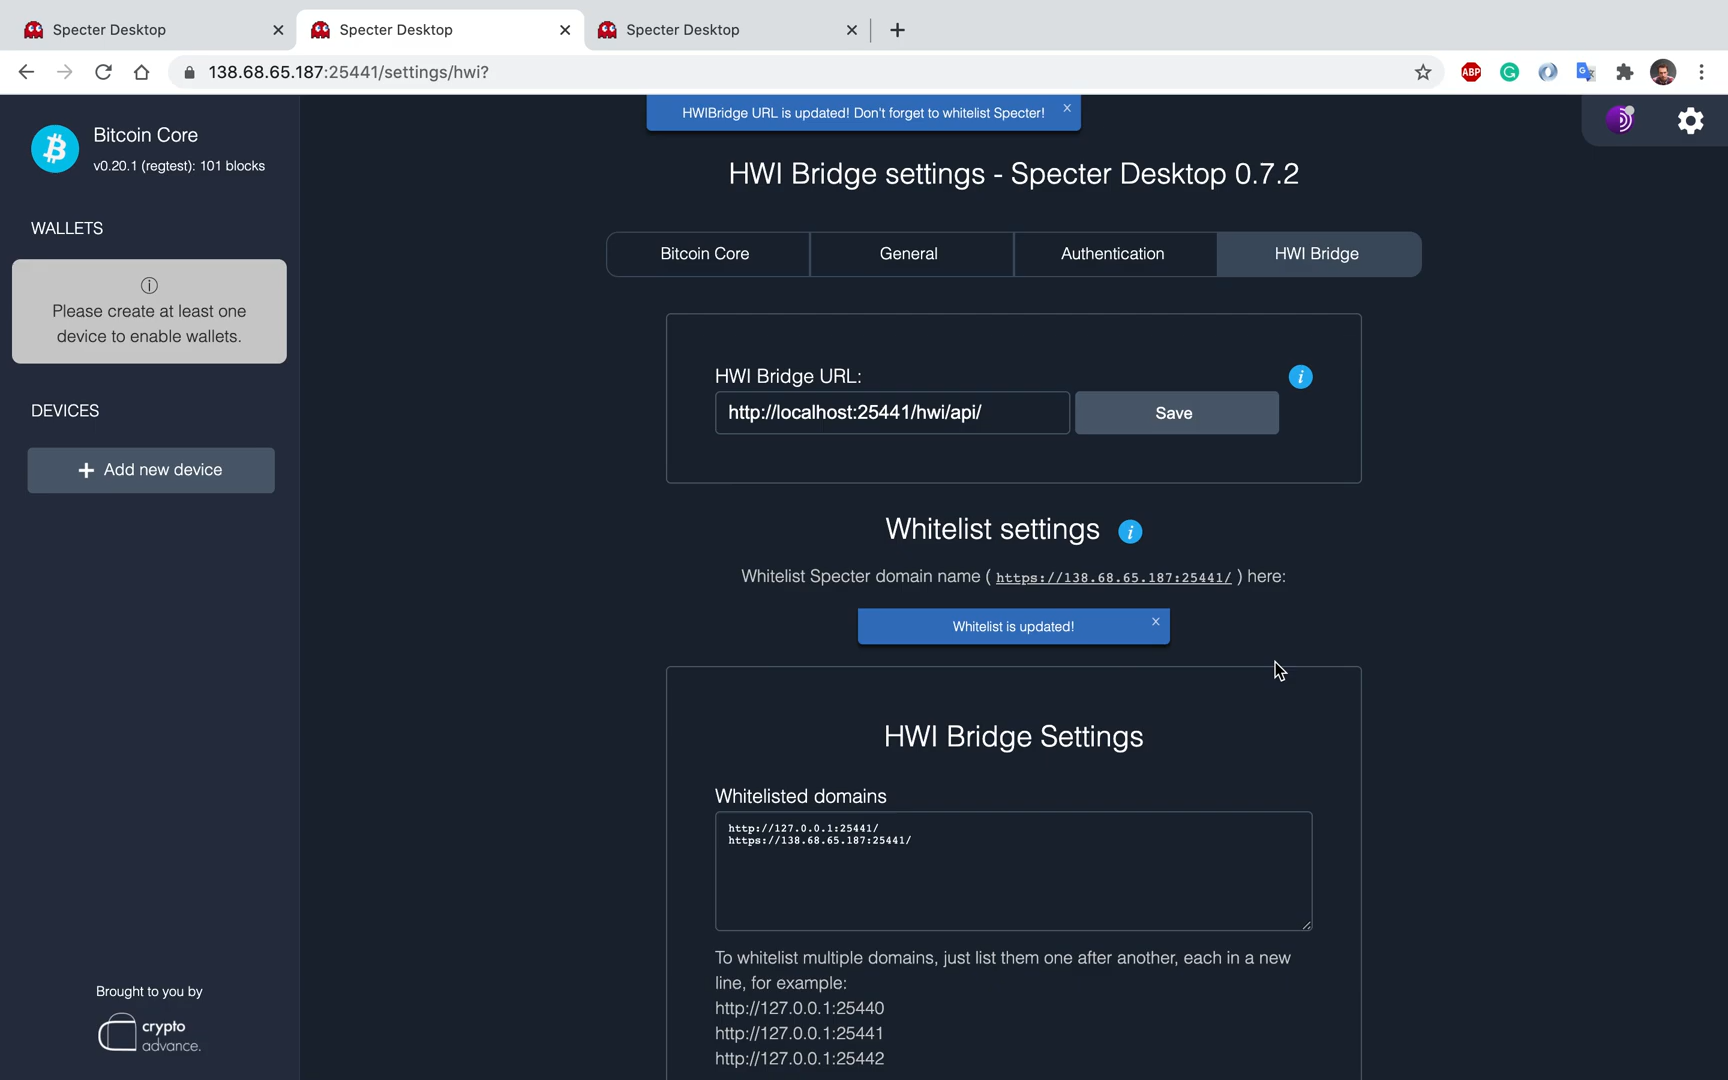 Specter Desktop
Specter Desktop
Specter Desktop
138.68.65.187:25441/settings/hwi?
ABP
HWIBridge URL is updated! Don't forget to whitelist Specter!
Bitcoin Core
v0.20.1 (regtest): 101 blocks
HWI Bridge settings - Specter Desktop 0.7.2
WALLETS
Bitcoin Core
General
Authentication
HWI Bridge
Please create at least one
device to enable wallets.
HWI Bridge URL:
http://localhost:25441/hwi/api/
Save
DEVICES
Add new device
Whitelist settings
Whitelist Specter domain name ( https://138.68.65.187:25441/ ) here:
Whitelist is updated!
HWI Bridge Settings
Whitelisted domains
http://127.0.0.1:25441/
https://138.68.65.187:25441/
To whitelist multiple domains, just list them one after another, each in a new
line, for example:
http://127.0.0.1:25440
http://127.0.0.1:25441
http://127.0.0.1:25442
Brought to you by
crypto
advance.